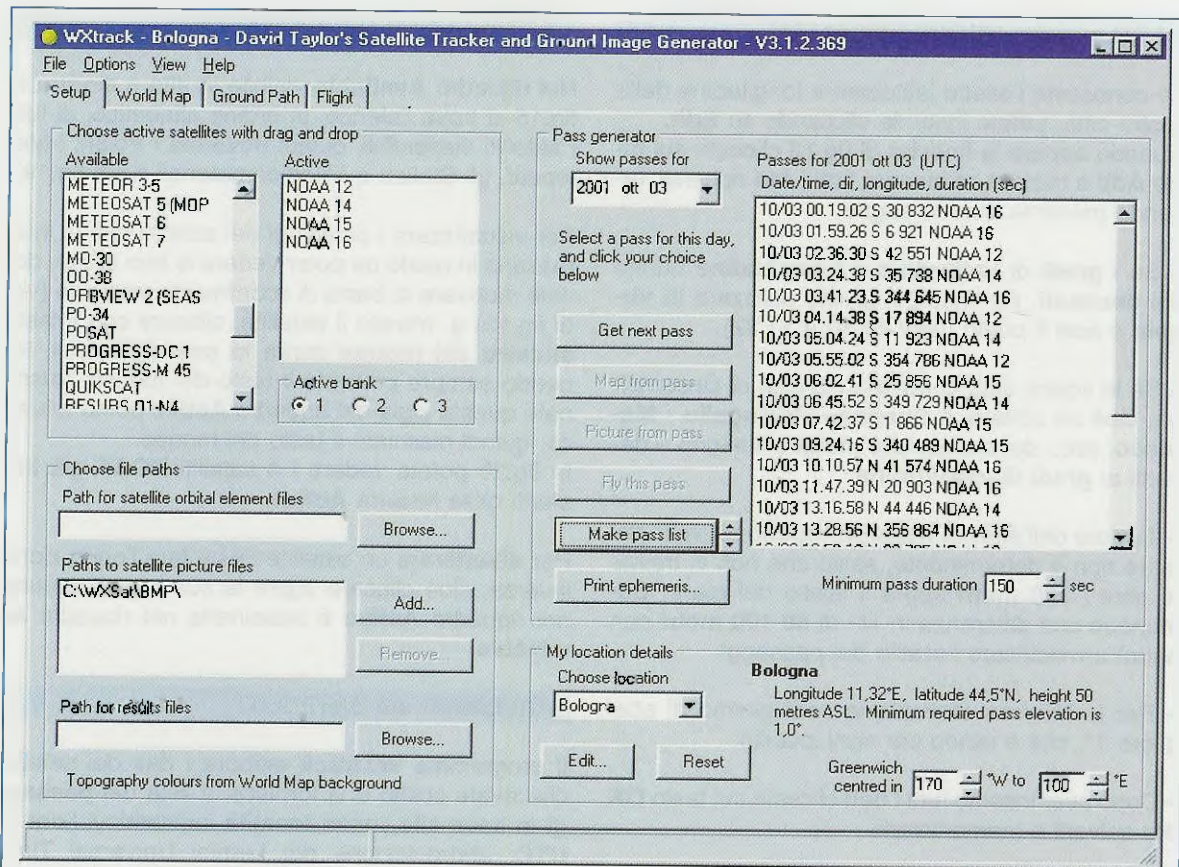 WXtrack - Bologna - David Taylor's Satellite Tracker and Ground Image Generator - V3.1.2.369
File Options View Help
Setup World Map Ground Path Flight
Choose active satellites with drag and drop
Available
METEOR 3-5
METEOSAT 5 (MOP
METEOSAT 6
METEOSAT 7
MO-30
OO-38
ORBVIEW 2 (SEAS
PO-34
POSAT
PROGRESS-DC 1
PROGRESS-M 45
QUIKSCAT
RESURS O1-N4
Active
NOAA 12
NOAA 14
NOAA 15
NOAA 16
Active bank
1 2 3
Choose file paths
Path for satellite orbital element files
Browse...
Paths to satellite picture files
C:\WXSat\BMP\
Add...
Remove...
Path for results files
Browse...
Topography colours from World Map background
Pass generator
Show passes for
2001 ott 03
Select a pass for this day,
and click your choice
below
Get next pass
Map from pass
Picture from pass
Fly this pass
Make pass list
Print ephemeris...
Passes for 2001 ott 03 (UTC)
Date/time, dir, longitude, duration (sec)
10/03 00.19.02 S 30 832 NOAA 16
10/03 01.59.26 S 6 921 NOAA 16
10/03 02.36.30 S 42 551 NOAA 12
10/03 03.24.38 S 35 738 NOAA 14
10/03 03.41.23 S 344 645 NOAA 16
10/03 04.14.38 S 17 894 NOAA 12
10/03 05.04.24 S 11 923 NOAA 14
10/03 05.55.02 S 354 786 NOAA 12
10/03 06.02.41 S 25 856 NOAA 15
10/03 06.45.52 S 349 729 NOAA 14
10/03 07.42.37 S 1 866 NOAA 15
10/03 09.24.16 S 340 489 NOAA 15
10/03 10.10.57 N 41 574 NOAA 16
10/03 11.47.39 N 20 903 NOAA 16
10/03 13.16.58 N 44 446 NOAA 14
10/03 13.28.56 N 356 864 NOAA 16
Minimum pass duration 150 sec
My location details
Choose location
Bologna
Edit... Reset
Bologna
Longitude 11,32°E, latitude 44,5°N, height 50
metres ASL. Minimum required pass elevation is
1,0°
Greenwich
centred in 170 °W to 100 °E